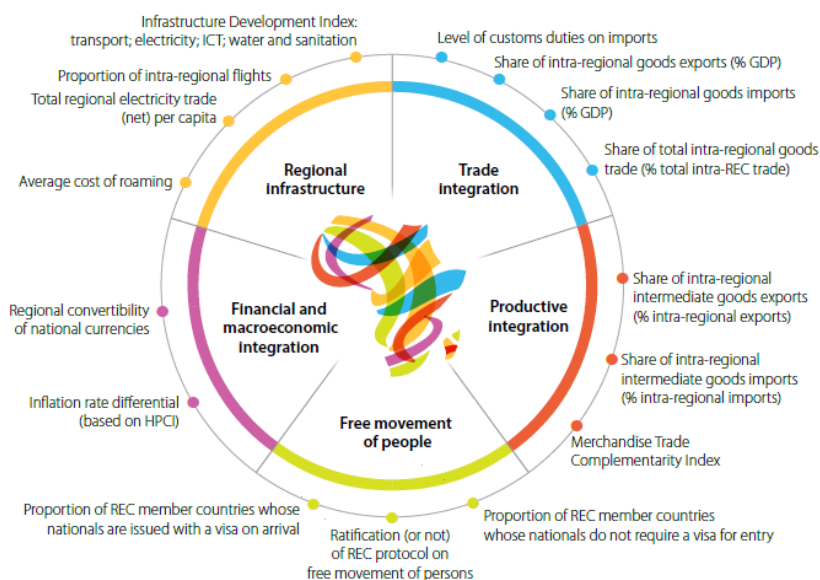 Infrastructure Development Index:
transport; electricity; ICT; water and sanitation
Proportion of intra-regional flights
Total regional electricity trade
(net) per capita
Average cost of roaming
Regional
infrastructure
Level of customs duties on imports
Share of intra-regional goods exports (% GDP)
Share of intra-regional goods imports
(% GDP)
Share of total intra-regional goods
trade (% total intra-REC trade)
Trade
integration
Regional convertibility
of national currencies
Inflation rate differential
(based on HPCI)
Financial and
macroeconomic
integration
Productive
integration
Share of intra-regional
intermediate goods exports
(% intra-regional exports)
Share of intra-regional
intermediate goods imports
(% intra-regional imports)
Merchandise Trade
Complementarity Index
Free movement
of people
Proportion of REC member countries whose
nationals are issued with a visa on arrival
Ratification (or not)
of REC protocol on
free movement of persons
Proportion of REC member countries
whose nationals do not require a visa for entry